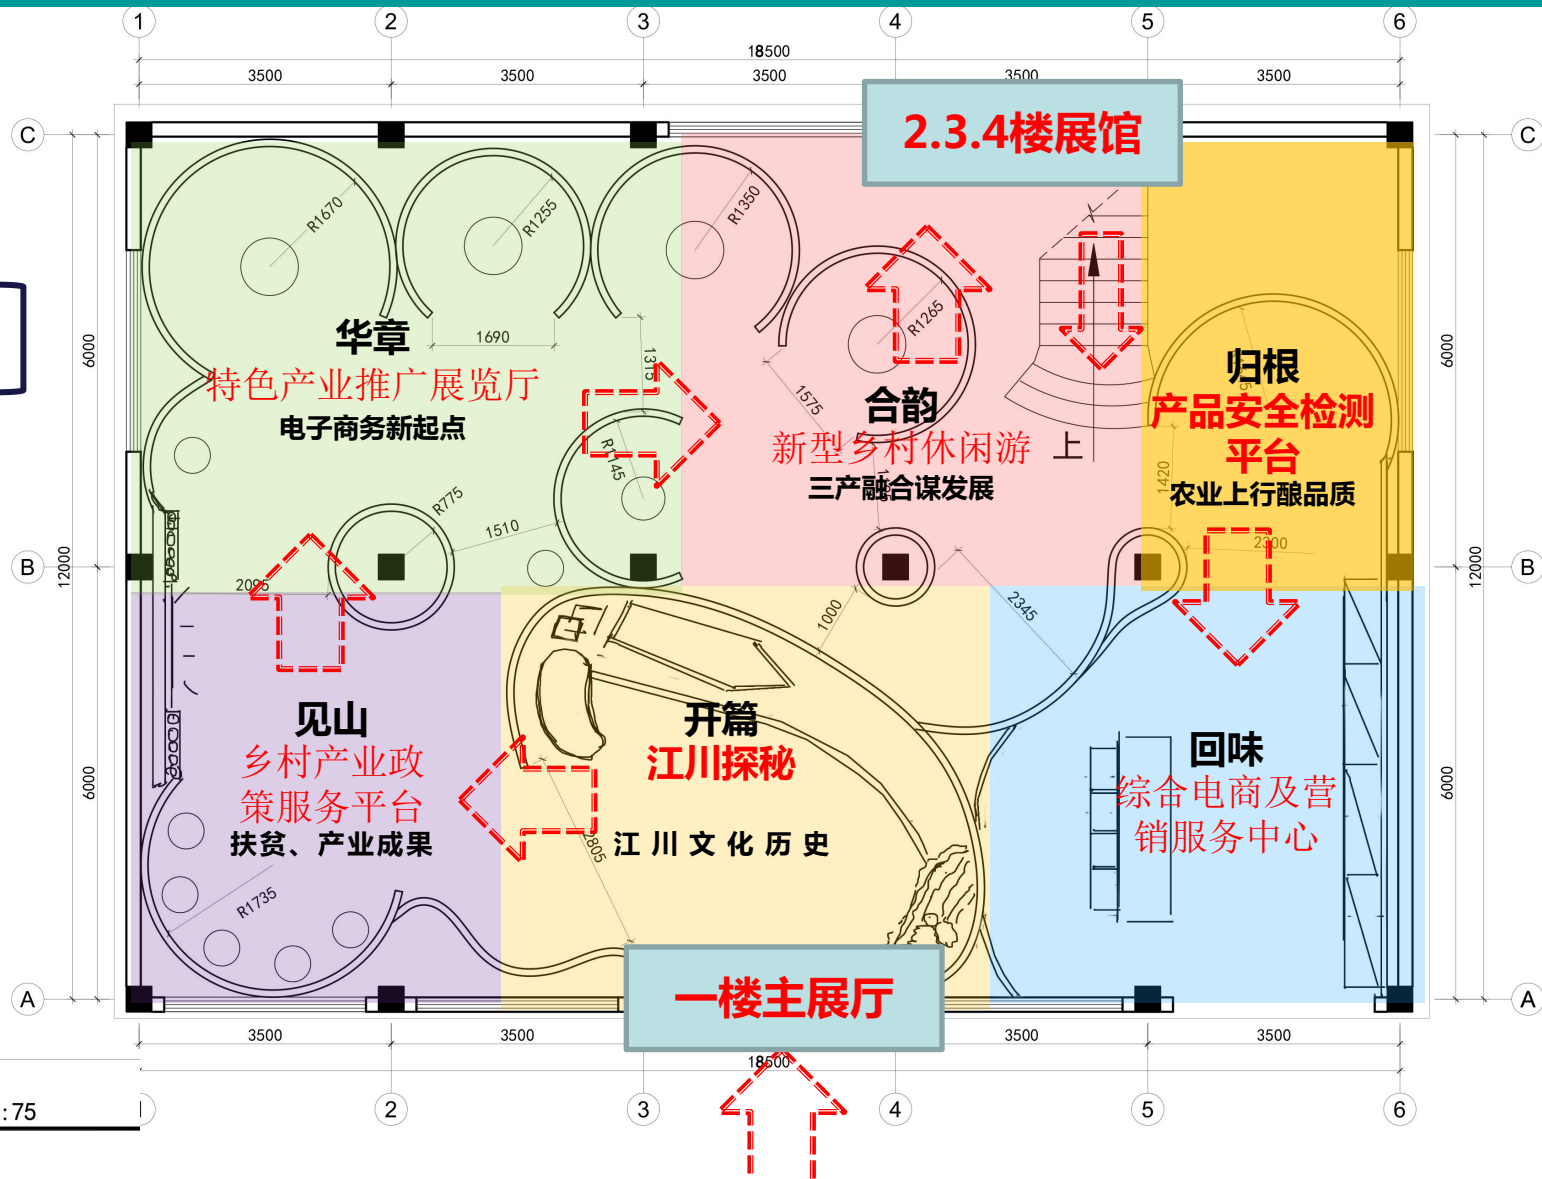 1 2 3 4 5 6
18500
3500 3500 3500 3500 3500
2.3.4楼展馆
C C
R1670
R1255
R1350
R1265
6000 6000
1690
1315
华章
特色产业推广展览厅
电子商务新起点
1575
合韵
新型乡村休闲游
三产融合谋发展
上
归根
产品安全检测
平台
农业上行酿品质
R1145
1420
R775
1510
2300
B B
12000 12000
2095
1000
2345
见山
乡村产业政
策服务平台
扶贫、产业成果
开篇
江川探秘
江川文化历史
回味
综合电商及营
销服务中心
6000 6000
2805
R1735
一楼主展厅
A A
3500 3500 3500 3500
18500
:75
2 3 4 5 6